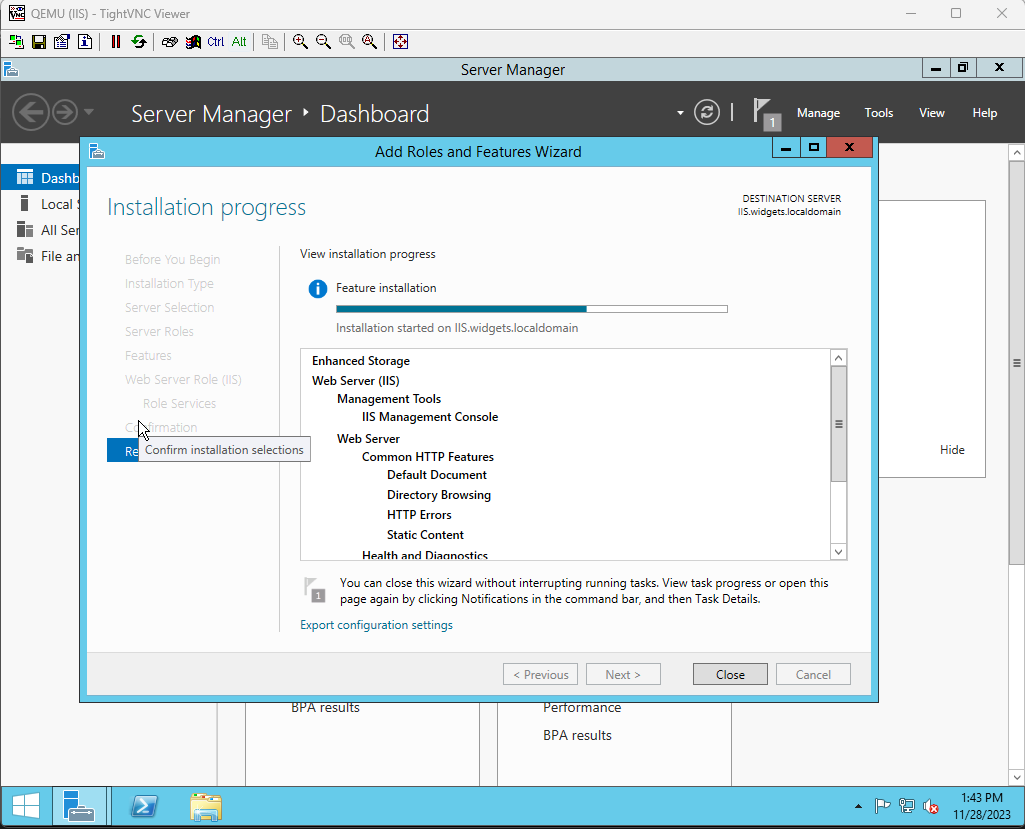 QEMU (IIS) - TightVNC Viewer
Ctrl Alt
Server Manager
Server Manager Dashboard
1
Manage Tools View Help
Add Roles and Features Wizard
Dashb
Local S
All Ser
File an
Installation progress
DESTINATION SERVER
IIS.widgets.localdomain
Before You Begin
Installation Type
Server Selection
Server Roles
Features
Web Server Role (IIS)
Role Services
Confirmation
Re
Confirm installation selections
View installation progress
Feature installation
Installation started on IIS.widgets.localdomain
Enhanced Storage
Web Server (IIS)
Management Tools
IIS Management Console
Web Server
Common HTTP Features
Default Document
Directory Browsing
HTTP Errors
Static Content
Health and Diagnostics
1
You can close this wizard without interrupting running tasks. View task progress or open this
page again by clicking Notifications in the command bar, and then Task Details.
Export configuration settings
< Previous Next > Close Cancel
Hide
BPA results
Performance
BPA results
1:43 PM
11/28/2023